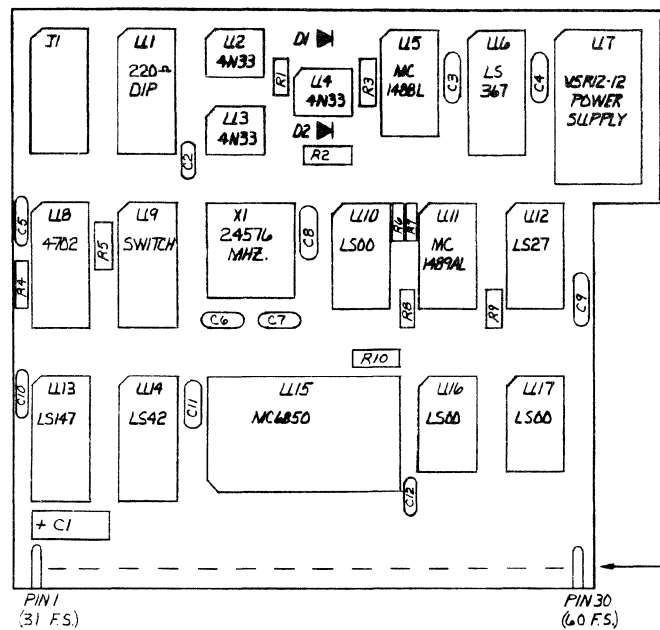 J1
U1
220Ω
DIP
U2
4N33
D1
U4
4N33
R1
R3
U5
MC
1488L
C3
U6
LS
367
C4
U7
VSR12-12
POWER
SUPPLY
U3
4N33
D2
R2
C2
C5
U8
4702
R5
U9
SWITCH
X1
2.4576
MHZ.
C8
U10
LS00
R6
R7
U11
MC
1489AL
U12
LS27
R4
C6
C7
R8
R9
C9
R10
C10
U13
LS147
U14
LS42
C11
U15
MC6850
U16
LS00
U17
LS00
C12
+ C1
PIN 1
(31 F.S.)
PIN 30
(60 F.S.)